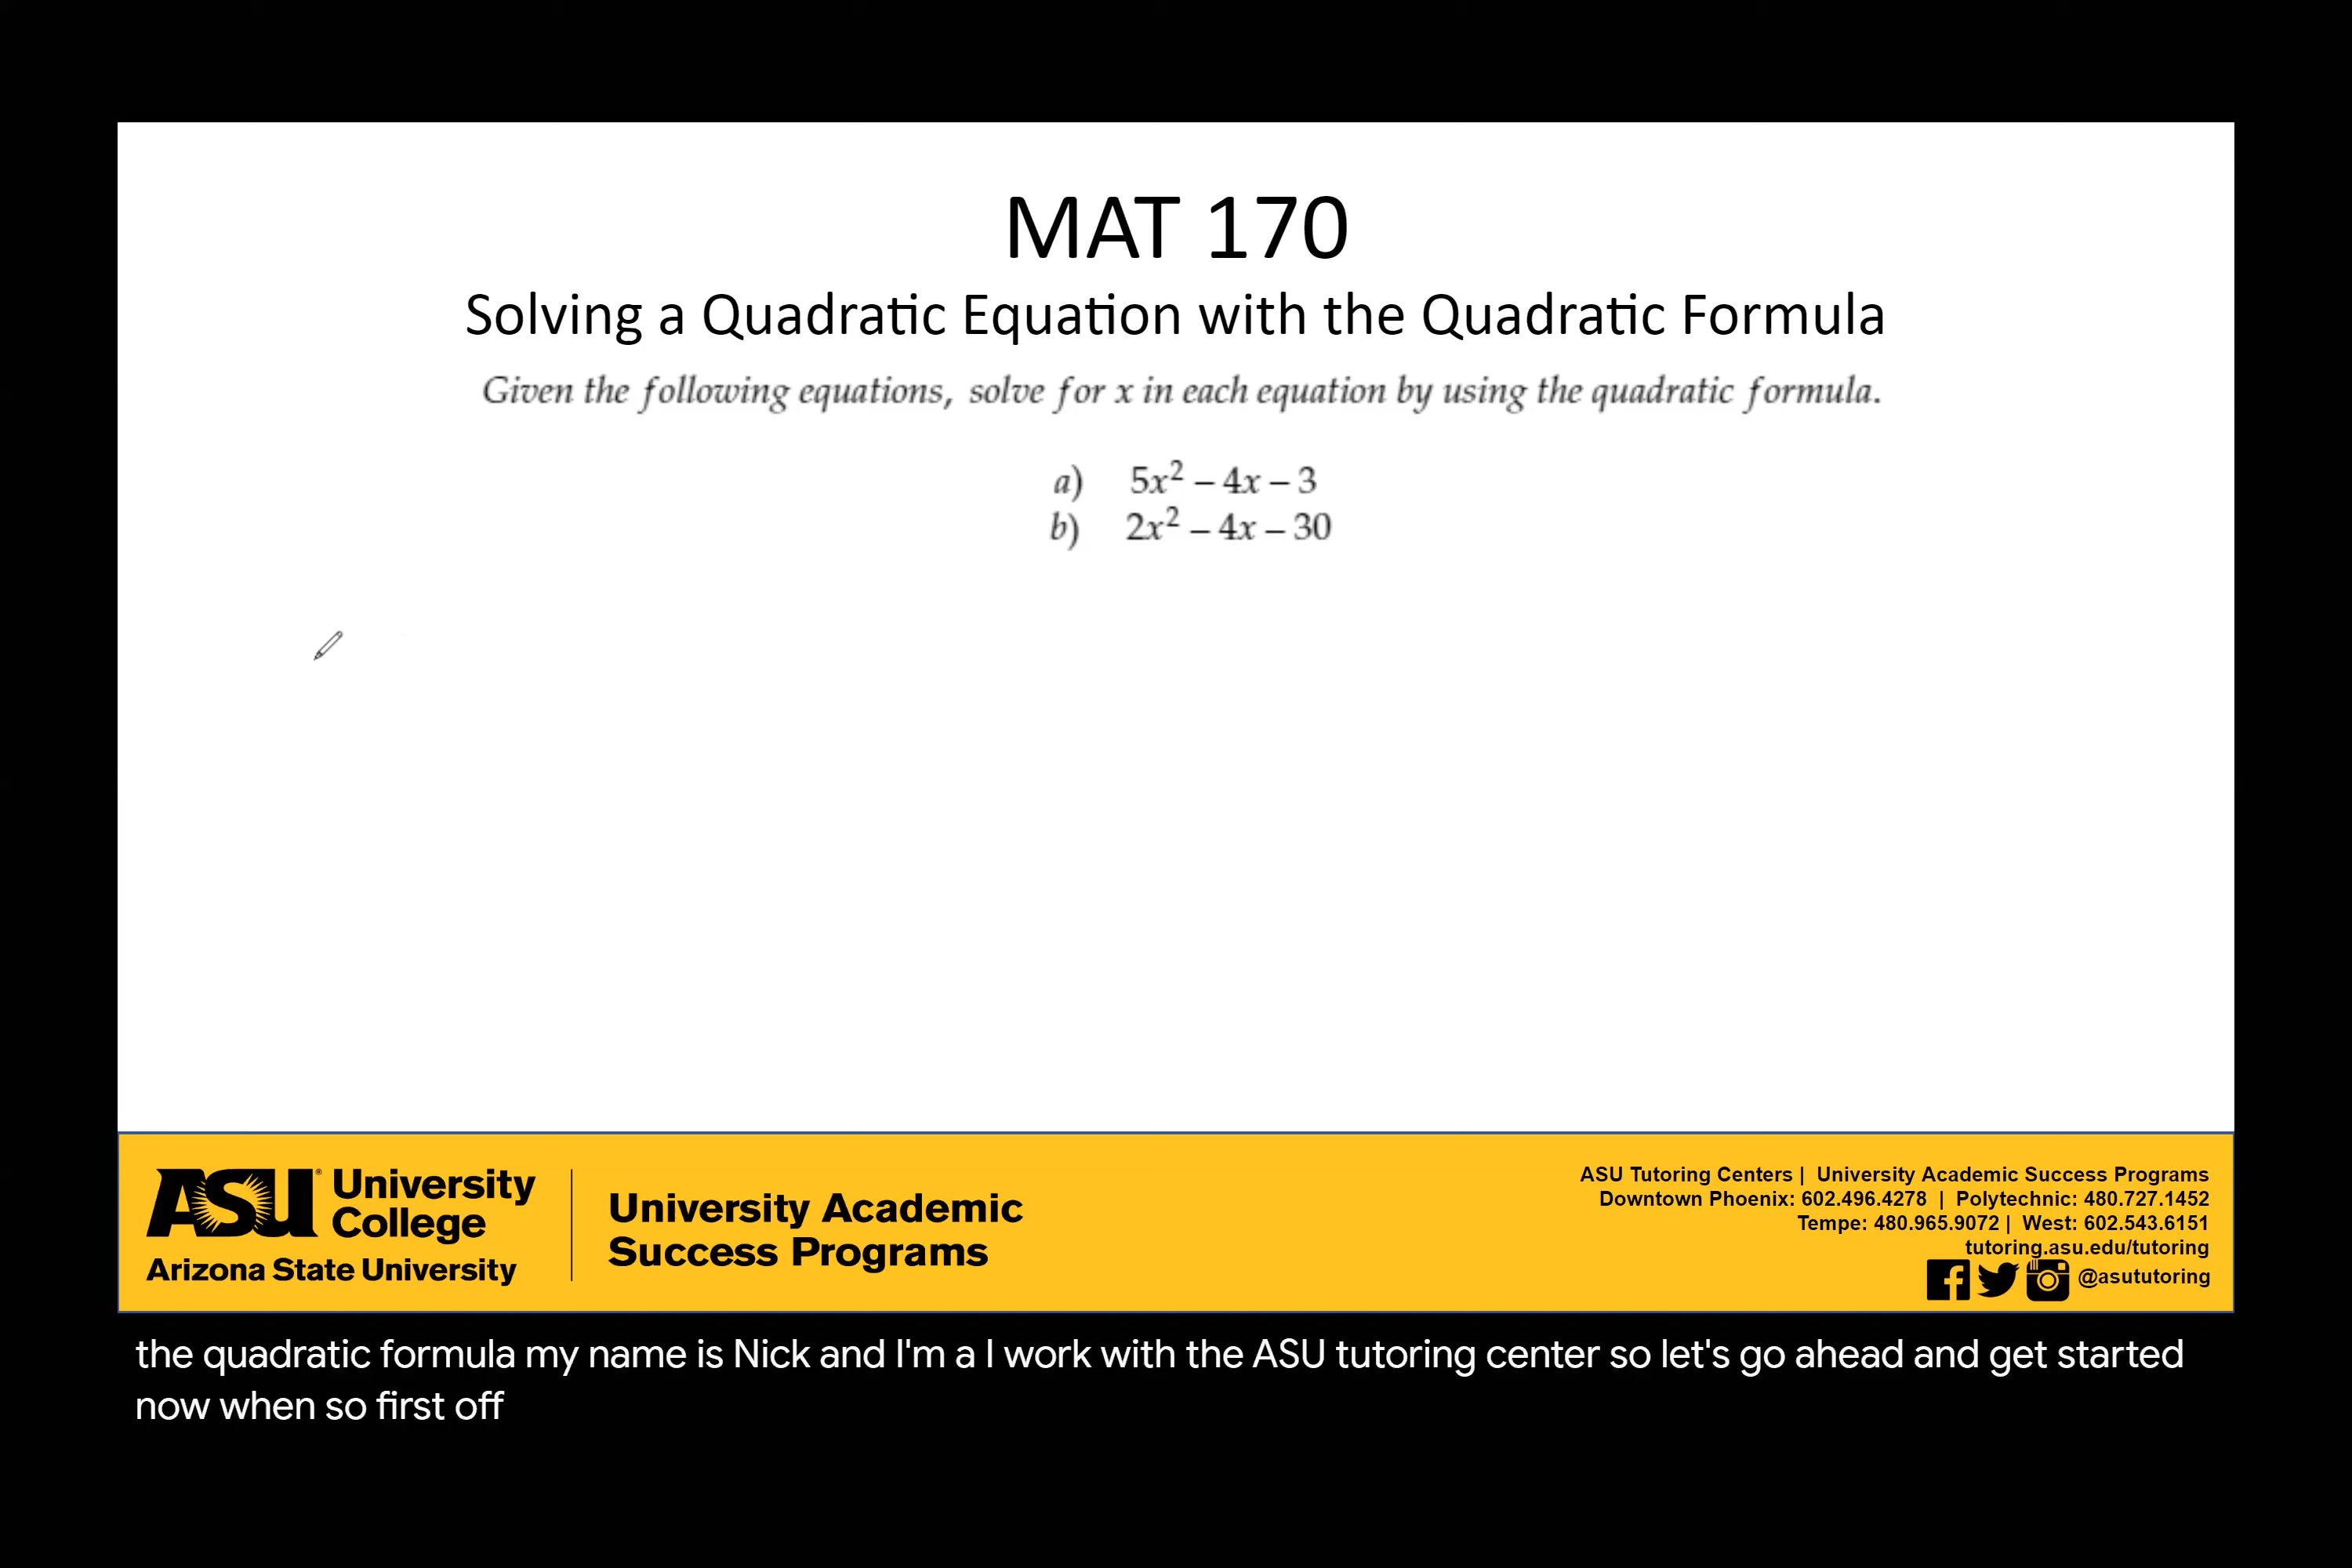 MAT 170
Solving a Quadratic Equation with the Quadratic Formula
Given the following equations, solve for x in each equation by using the quadratic formula.
a) 5x² – 4x – 3
b) 2x² – 4x – 30
ASU® University College
Arizona State University
University Academic
Success Programs
ASU Tutoring Centers | University Academic Success Programs
Downtown Phoenix: 602.496.4278 | Polytechnic: 480.727.1452
Tempe: 480.965.9072 | West: 602.543.6151
tutoring.asu.edu/tutoring
@asututoring
the quadratic formula my name is Nick and I'm a I work with the ASU tutoring center so let's go ahead and get started
now when so first off